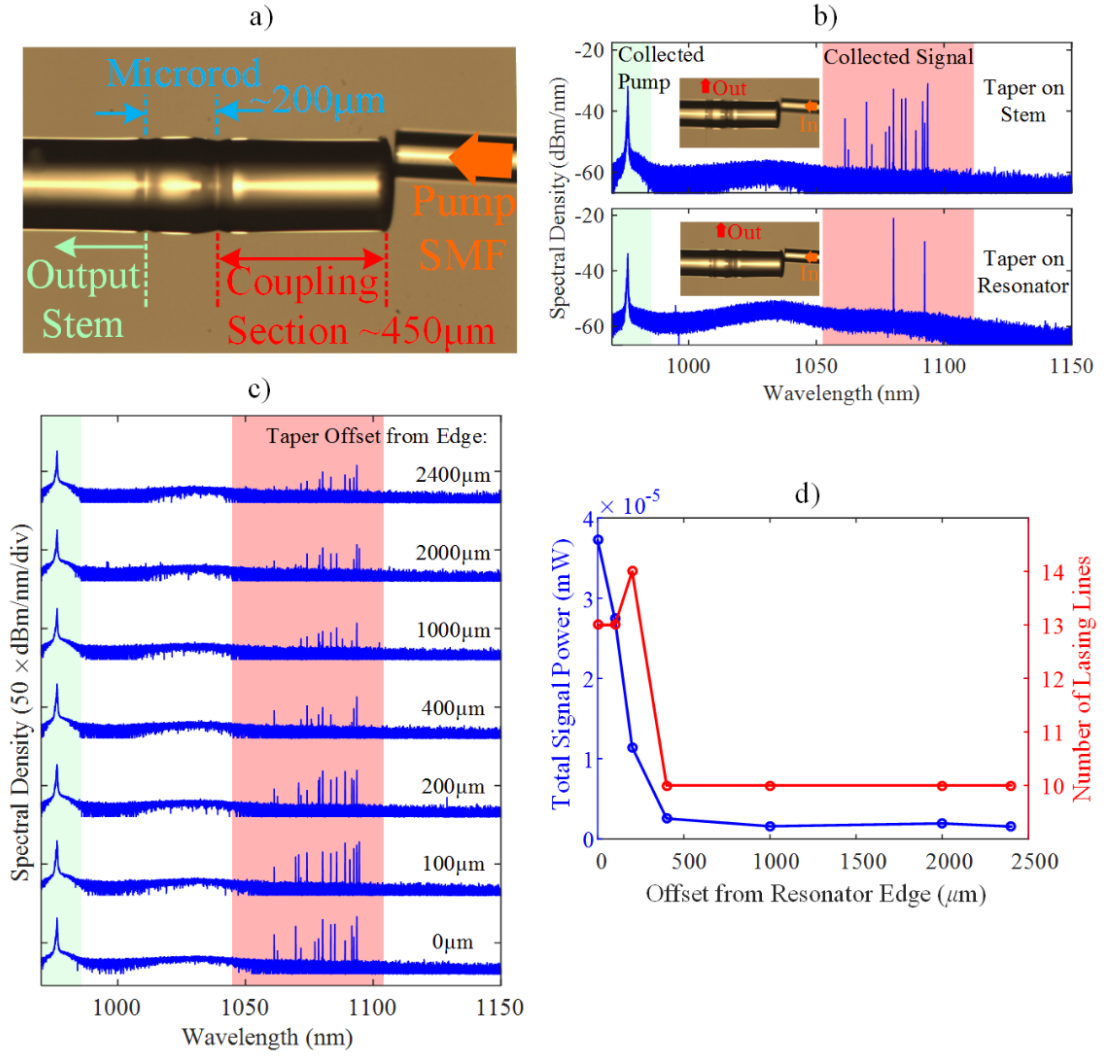 a)
Microrod
~200µm
Pump
SMF
Output
Stem
Coupling
Section ~450µm
b)
-20
-40
-60
-20
-40
-60
Spectral Density (dBm/nm)
Collected
Pump
Collected Signal
Out
In
Taper on
Stem
Out
In
Taper on
Resonator
1000
1050
1100
1150
Wavelength (nm)
c)
Spectral Density (50 × dBm/nm/div)
Taper Offset from Edge:
2400µm
2000µm
1000µm
400µm
200µm
100µm
0µm
1000
1050
1100
1150
Wavelength (nm)
d)
× 10⁻⁵
4
3
2
1
0
Total Signal Power (mW)
14
13
12
11
10
Number of Lasing Lines
0
500
1000
1500
2000
2500
Offset from Resonator Edge (µm)